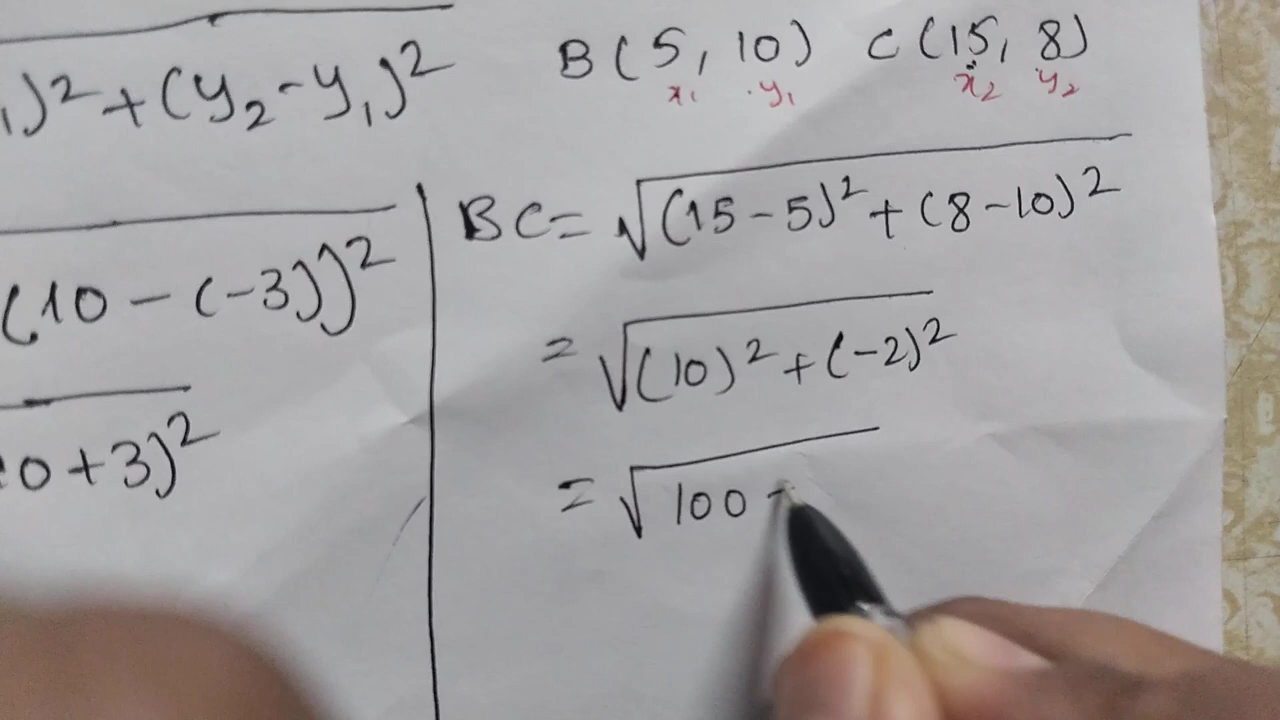 ₁)² + (y₂ - y₁)²
(10 - (-3))²
0 + 3)²
B (5, 10) C (15, 8)
x₁ y₁ x₂ y₂
BC = √(15 - 5)² + (8 - 10)²
= √(10)² + (-2)²
= √100 -